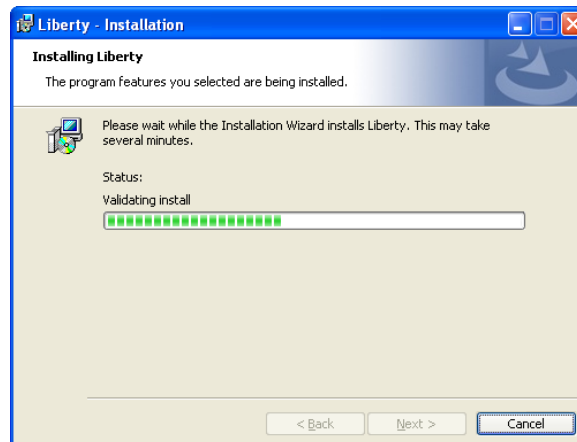 Liberty - Installation
Installing Liberty
The program features you selected are being installed.
Please wait while the Installation Wizard installs Liberty. This may take
several minutes.
Status:
Validating install
< Back
Next >
Cancel